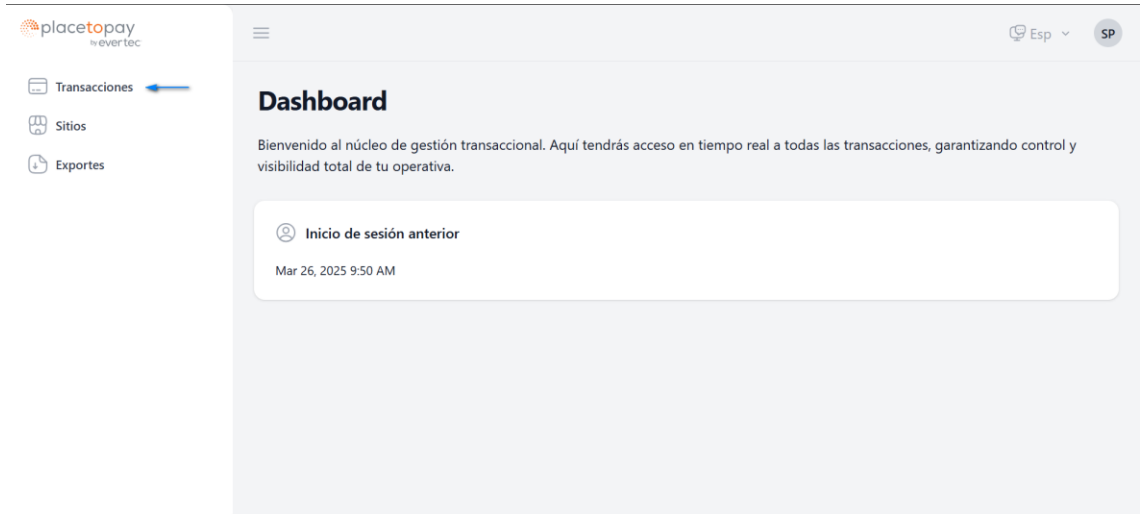 placetopay
by evertec
Esp
SP
Transacciones
Sitios
Exportes
Dashboard
Bienvenido al núcleo de gestión transaccional. Aquí tendrás acceso en tiempo real a todas las transacciones, garantizando control y
visibilidad total de tu operativa.
Inicio de sesión anterior
Mar 26, 2025 9:50 AM